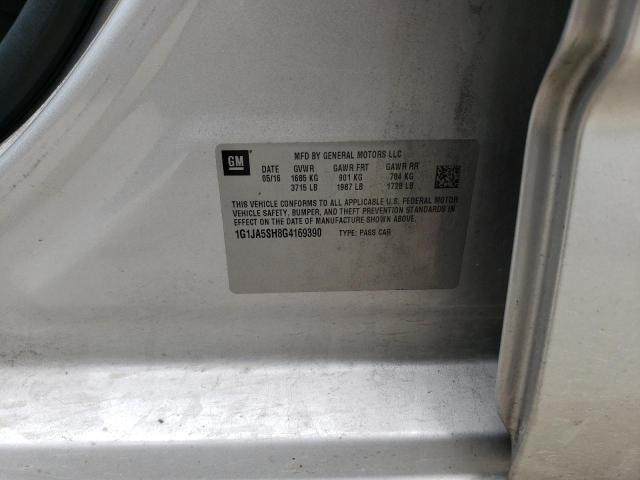 GM
MFD BY GENERAL MOTORS LLC
DATE GVWR GAWR FRT GAWR RR
05/16 1685 KG 901 KG 784 KG
3715 LB 1987 LB 1728 LB
THIS VEHICLE CONFORMS TO ALL APPLICABLE U.S. FEDERAL MOTOR
VEHICLE SAFETY, BUMPER, AND THEFT PREVENTION STANDARDS IN
EFFECT ON THE DATE OF MANUFACTURE SHOWN ABOVE.
1G1JA5SH8G4169390 TYPE: PASS CAR